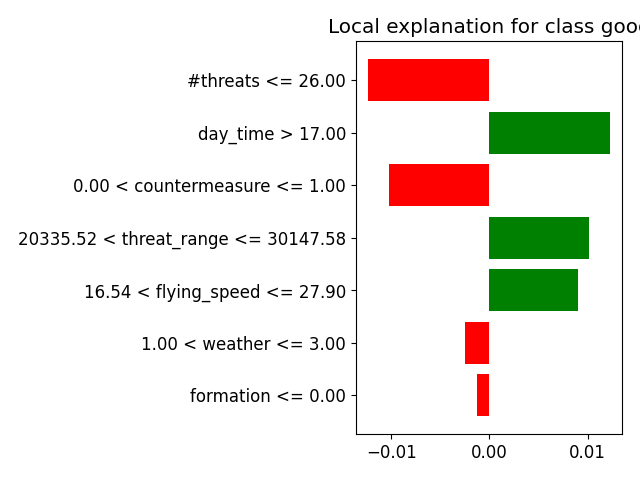 Local explanation for class goo
#threats <= 26.00
day_time > 17.00
0.00 < countermeasure <= 1.00
20335.52 < threat_range <= 30147.58
16.54 < flying_speed <= 27.90
1.00 < weather <= 3.00
formation <= 0.00
−0.01 0.00 0.01